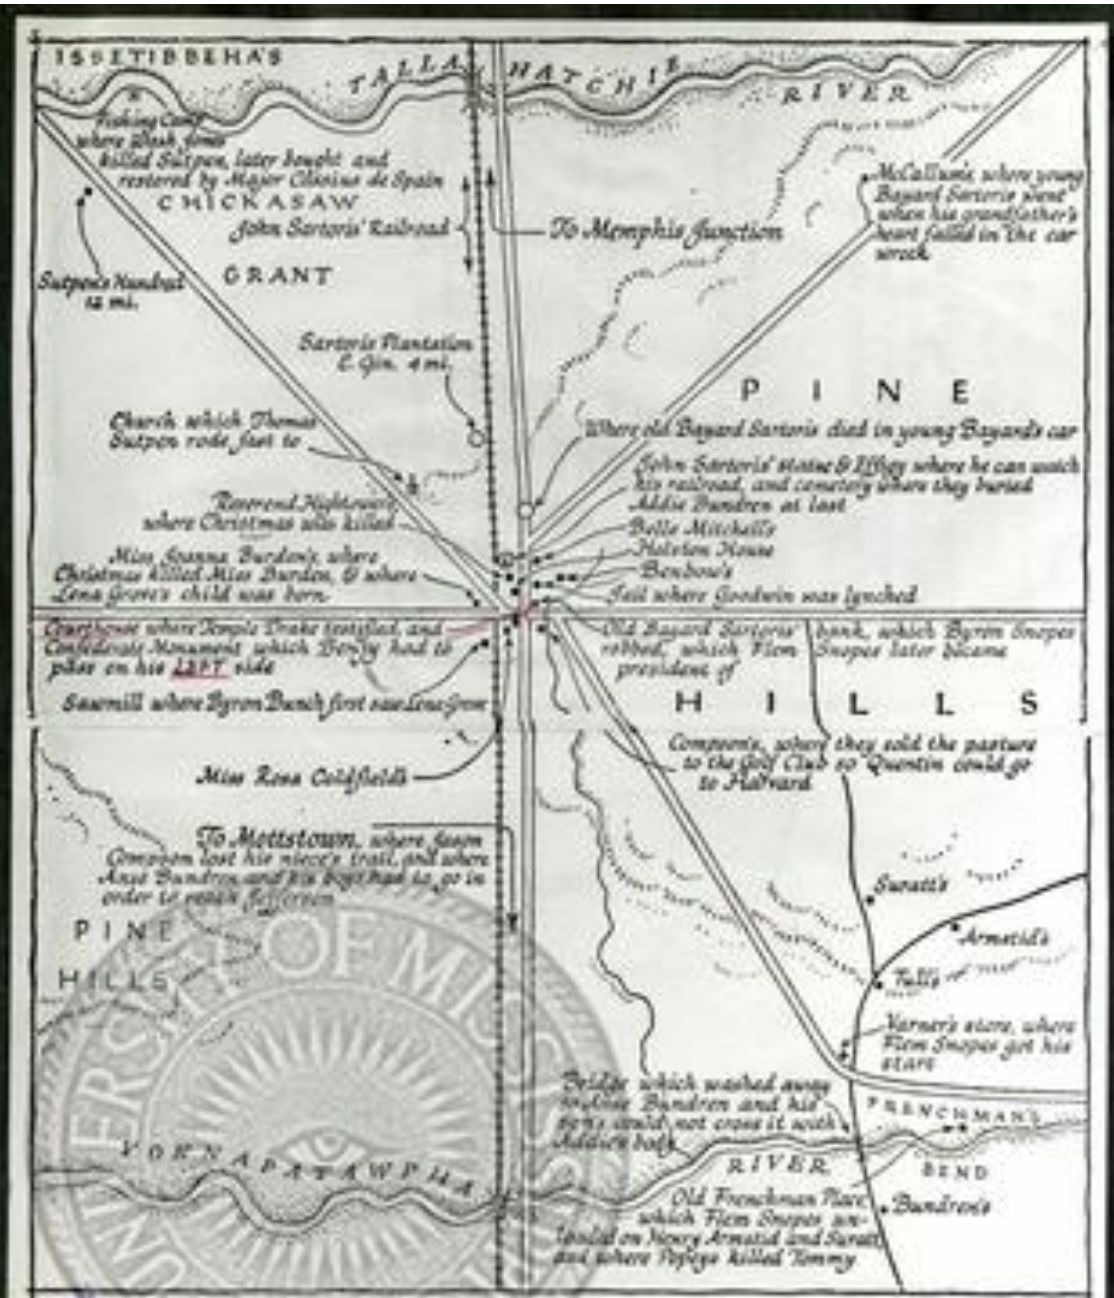 ISSETIBBEHA'S
TALLAHATCHIE
RIVER
Fishing Camp
where Wash Jones
killed Sutpen, later bought and
restored by Major Cassius de Spain
CHICKASAW
GRANT
John Sartoris' Railroad
To Memphis Junction
McCallum's, where young
Bayard Sartoris went
when his grandfather's
heart failed in the car
wreck
Sutpen's Hundred
12 mi.
Sartoris Plantation
& Gin. 4 mi.
PINE
Church which Thomas
Sutpen rode fast to
Where old Bayard Sartoris died in young Bayard's car
John Sartoris' statue & Effigy where he can watch
his railroad, and cemetery where they buried
Addie Bundren at last
Reverend Hightower's,
where Christmas was killed
Belle Mitchell's
Holston House
Benbow's
Miss Joanna Burden's, where
Christmas killed Miss Burden, & where
Lena Grove's child was born
Jail where Goodwin was lynched
Courthouse where Temple Drake testified, and
Confederate Monument which Benjy had to
pass on his LEFT side
Old Bayard Sartoris' bank, which Byron Snopes
robbed, which Flem Snopes later became
president of
Sawmill where Byron Bunch first saw Lena Grove
HILLS
Miss Rosa Coldfield's
Compson's, where they sold the pasture
to the Golf Club so Quentin could go
to Harvard
To Mottstown, where Jason
Compson lost his niece's trail, and where
Anse Bundren and his boys had to go in
order to reach Jefferson
PINE
HILLS
Suratt's
Armstid's
Tull's
Varner's store, where
Flem Snopes got his
start
Bridge which washed away
so Anse Bundren and his
sons could not cross it with
Addie's body
FRENCHMAN'S
BEND
YOKNAPATAWPHA
RIVER
Bundren's
Old Frenchman Place,
which Flem Snopes un-
loaded on Henry Armstid and Suratt,
and where Popeye killed Tommy
OF